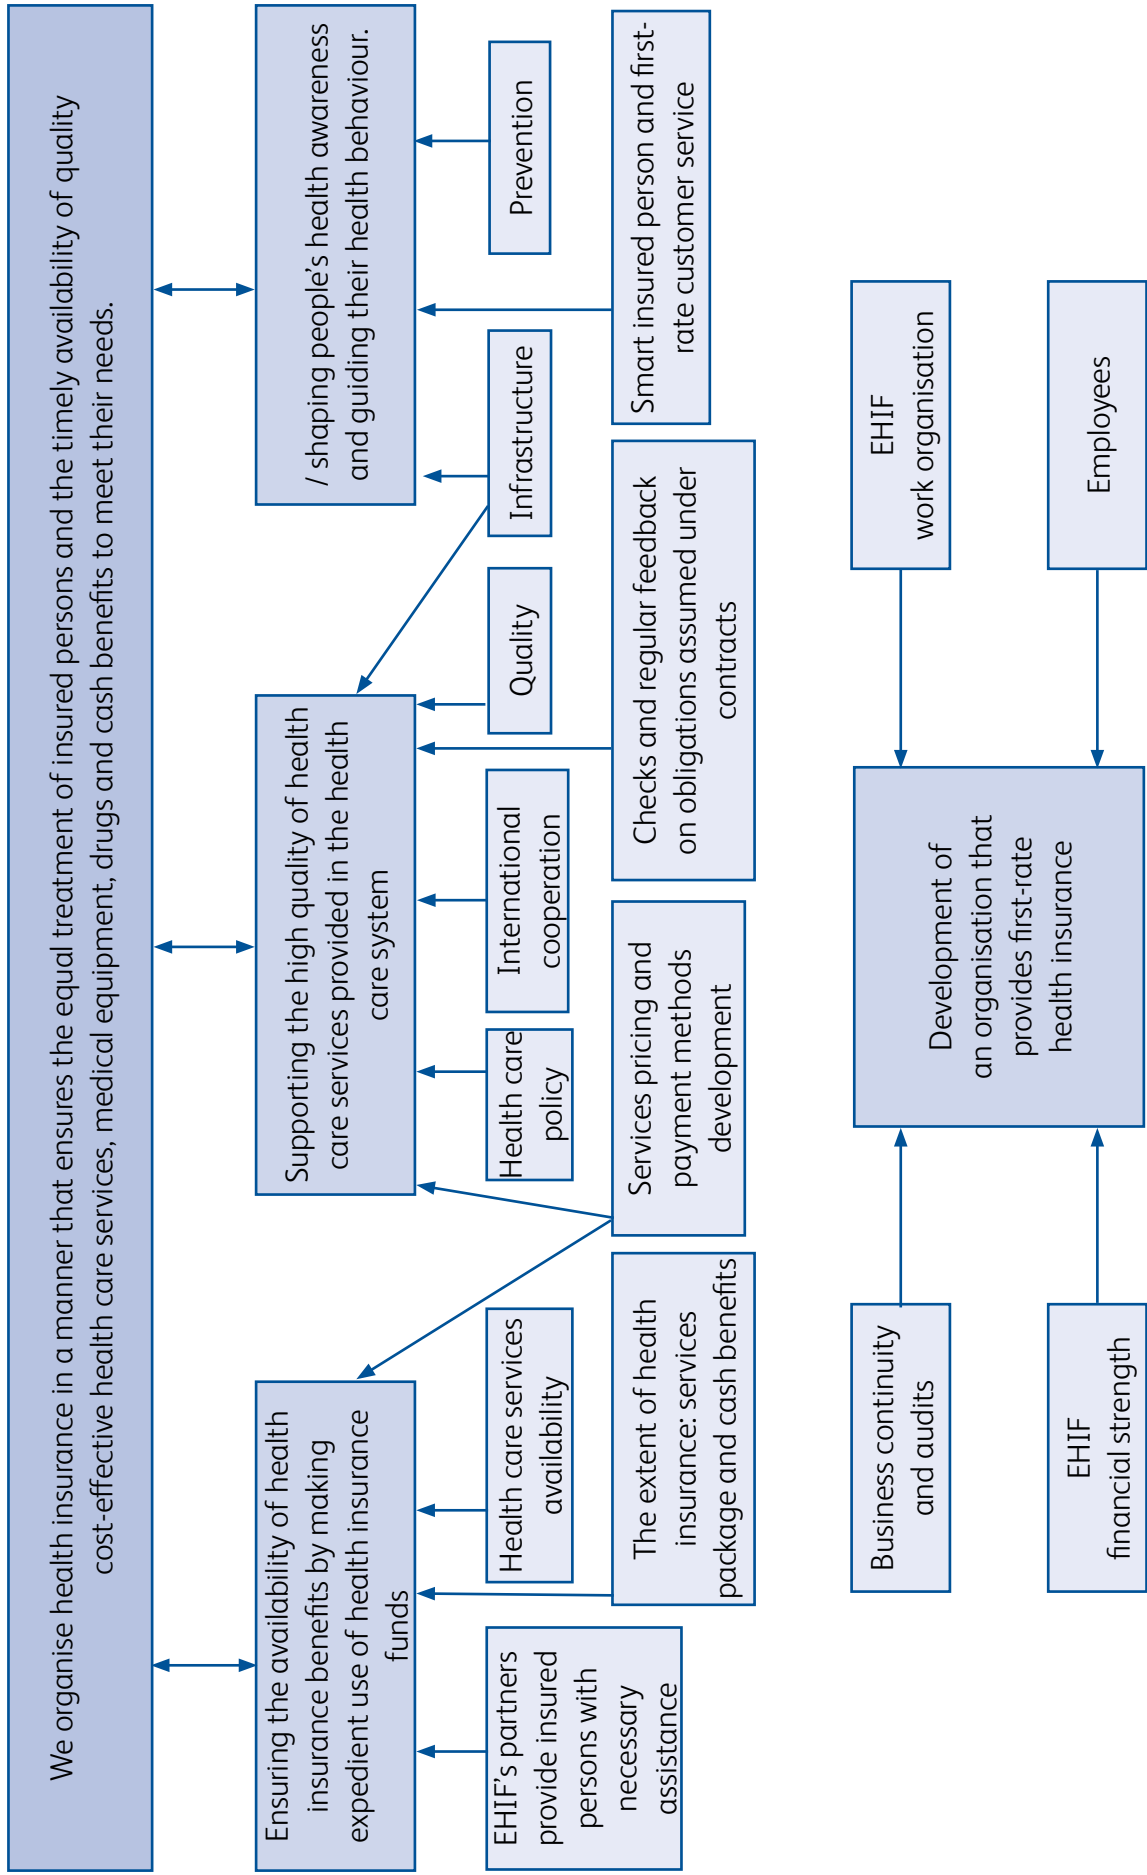 We organise health insurance in a manner that ensures the equal treatment of insured persons and the timely availability of quality
cost-effective health care services, medical equipment, drugs and cash benefits to meet their needs.
Ensuring the availability of health
insurance benefits by making
expedient use of health insurance
funds
Supporting the high quality of health
care services provided in the health
care system
/ shaping people’s health awareness
and guiding their health behaviour.
EHIF’s partners
provide insured
persons with
necessary
assistance
Health care services
availability
Health care
policy
International
cooperation
Quality
Infrastructure
Prevention
The extent of health
insurance: services
package and cash benefits
Services pricing and
payment methods
development
Checks and regular feedback
on obligations assumed under
contracts
Smart insured person and first-
rate customer service
Business continuity
and audits
Development of
an organisation that
provides first-rate
health insurance
EHIF
work organisation
EHIF
financial strength
Employees